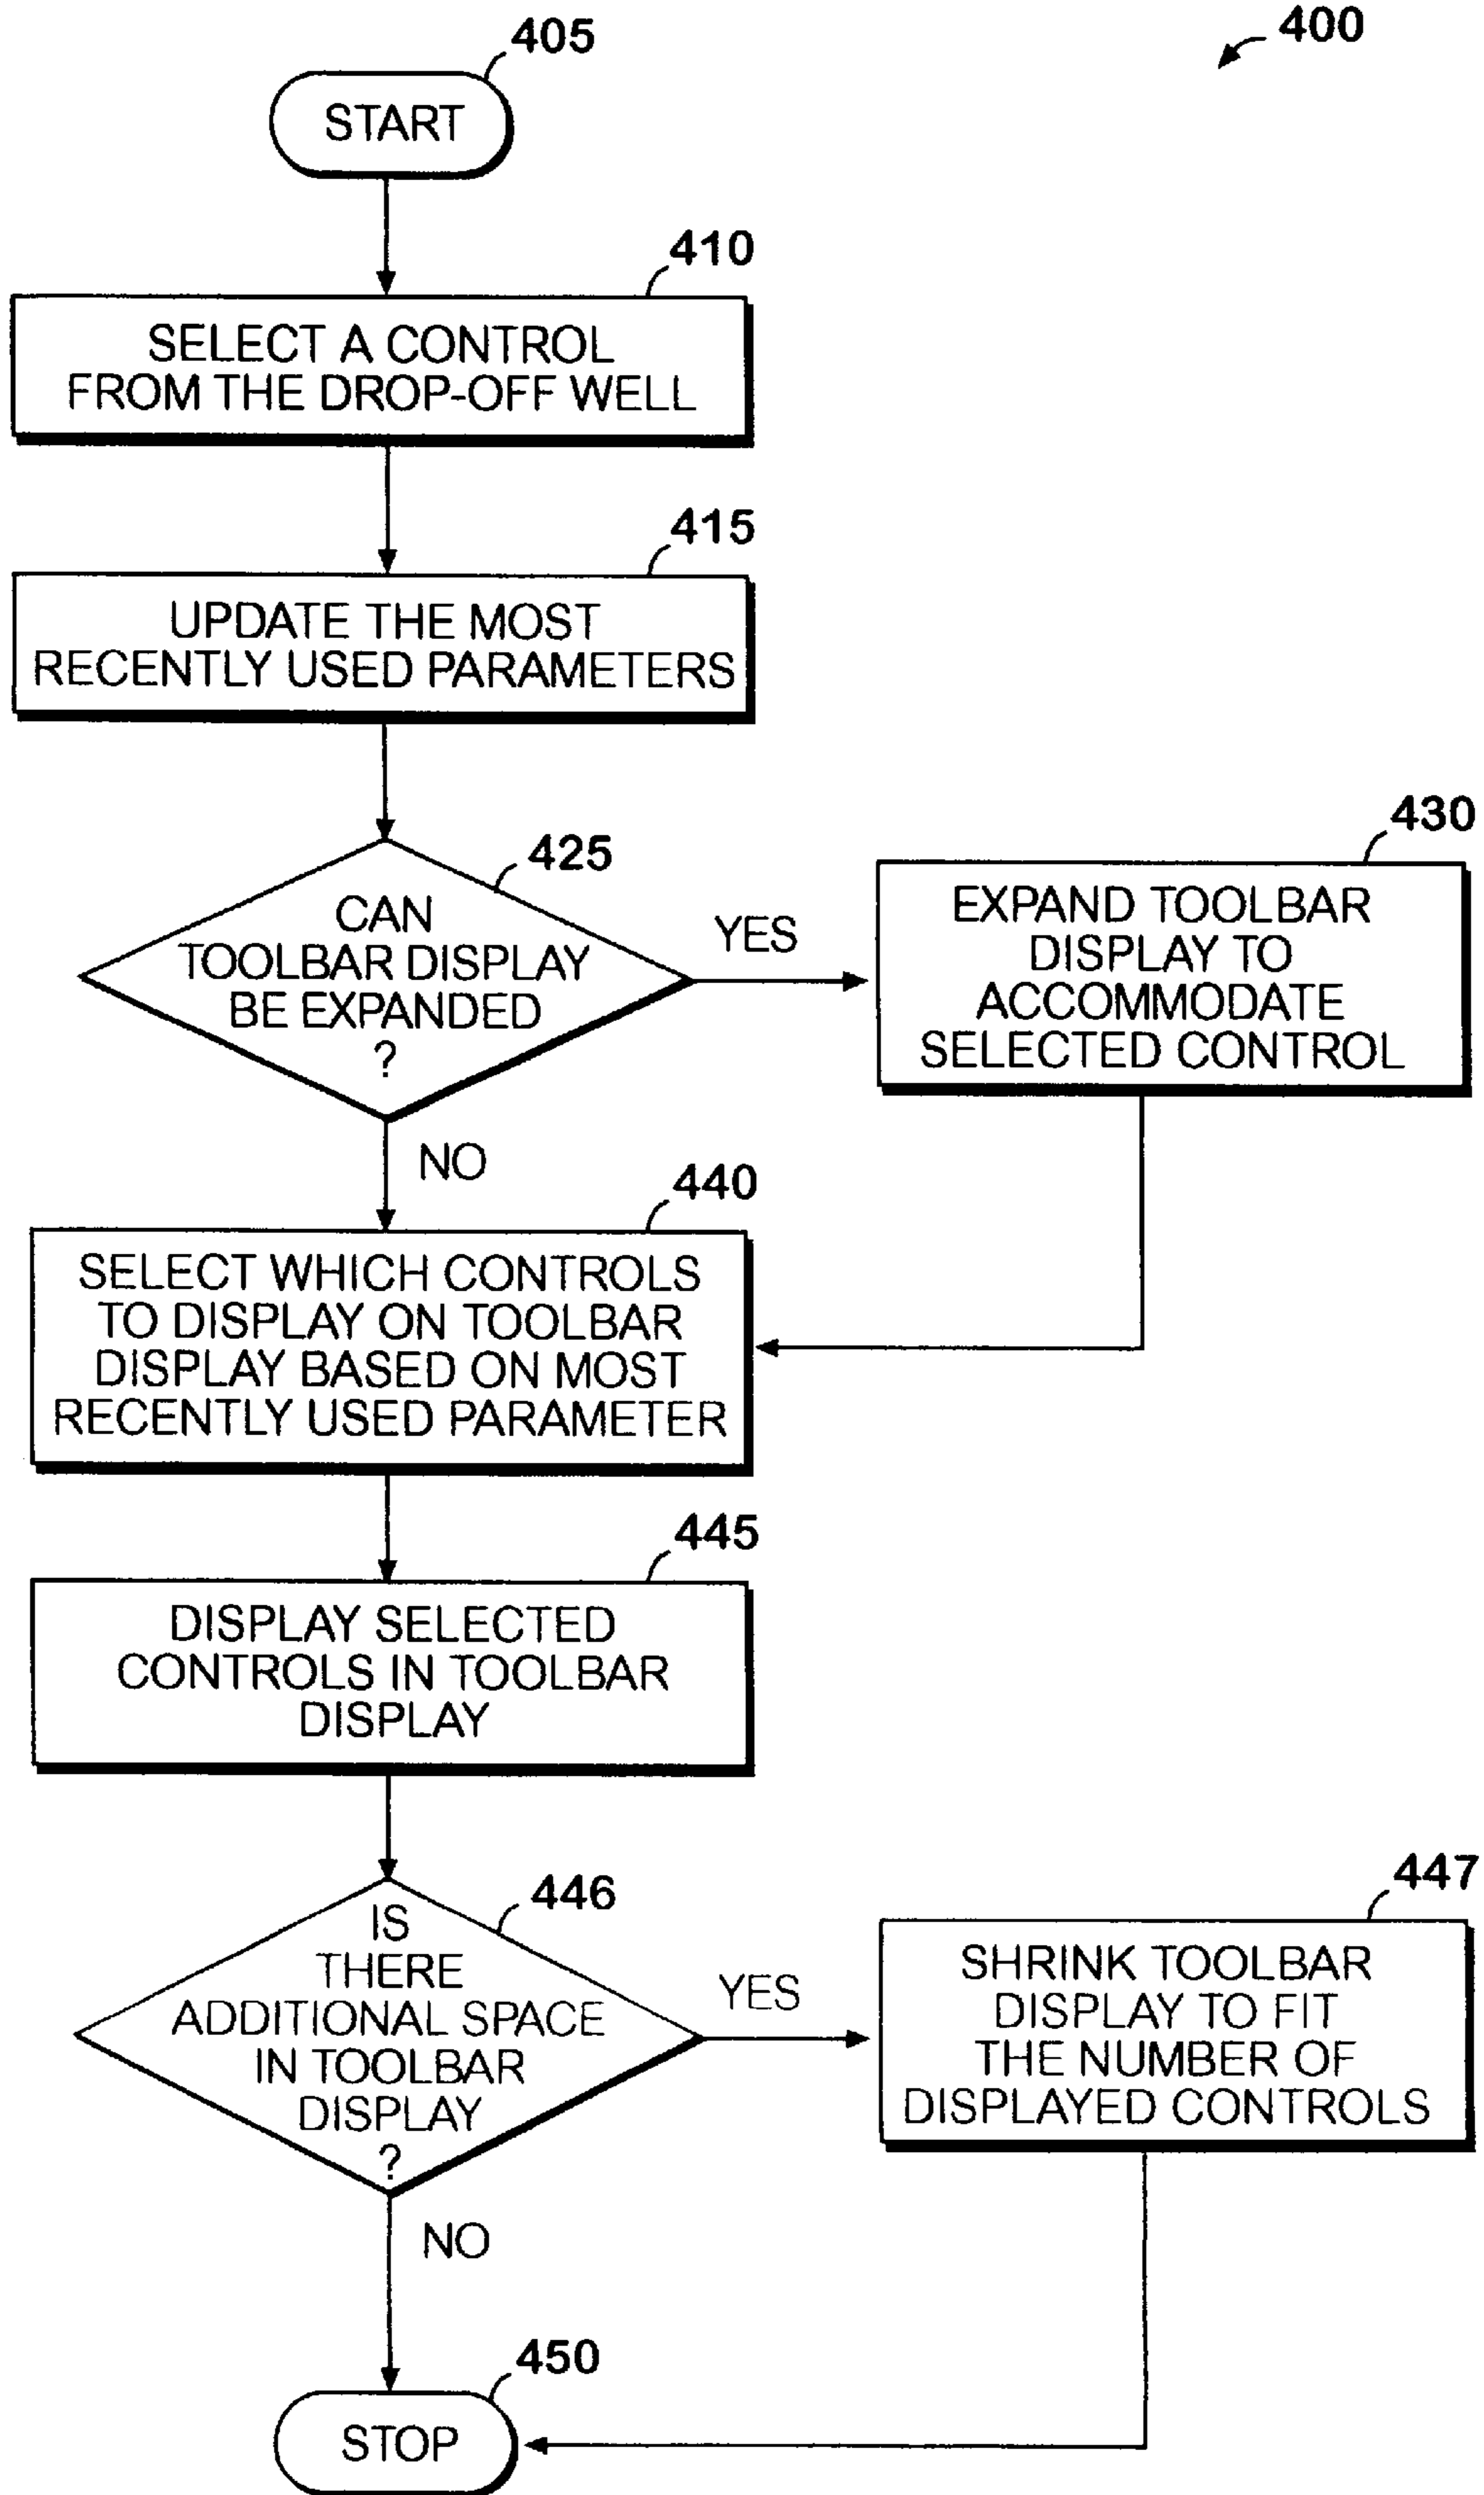 405
400
START
410
SELECT A CONTROL
FROM THE DROP-OFF WELL
415
UPDATE THE MOST
RECENTLY USED PARAMETERS
425
CAN
TOOLBAR DISPLAY
BE EXPANDED
?
YES
430
EXPAND TOOLBAR
DISPLAY TO
ACCOMMODATE
SELECTED CONTROL
NO
440
SELECT WHICH CONTROLS
TO DISPLAY ON TOOLBAR
DISPLAY BASED ON MOST
RECENTLY USED PARAMETER
445
DISPLAY SELECTED
CONTROLS IN TOOLBAR
DISPLAY
446
IS
THERE
ADDITIONAL SPACE
IN TOOLBAR
DISPLAY
?
YES
447
SHRINK TOOLBAR
DISPLAY TO FIT
THE NUMBER OF
DISPLAYED CONTROLS
NO
450
STOP